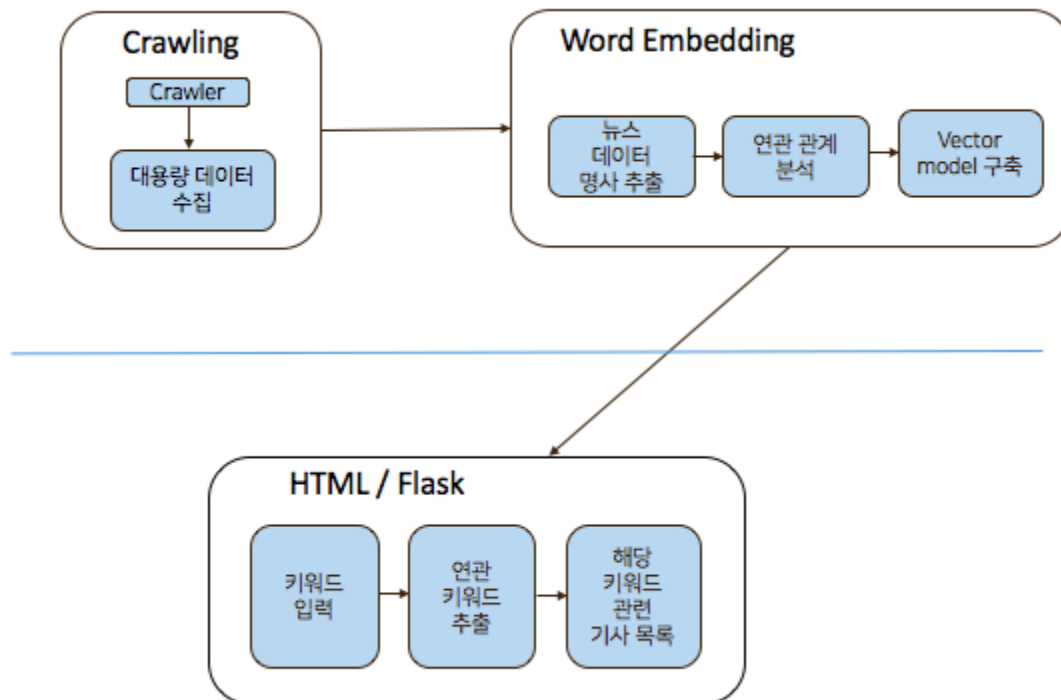 Crawling
Crawler
대용량 데이터
수집
Word Embedding
뉴스
데이터
명사 추출
연관 관계
분석
Vector
model 구축
HTML / Flask
키워드
입력
연관
키워드
추출
해당
키워드
관련
기사 목록